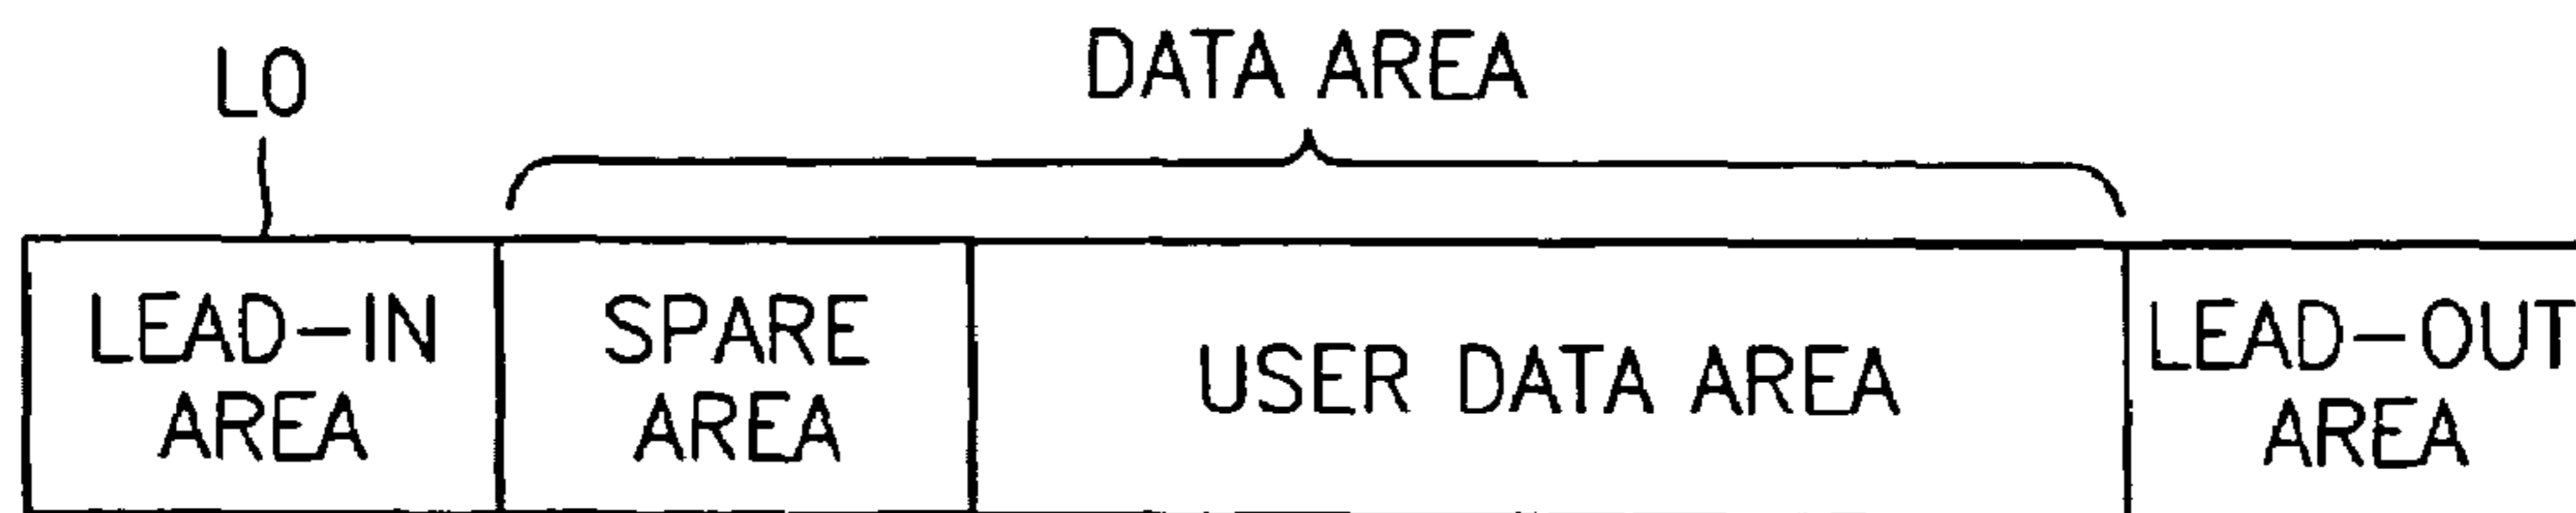 L0
DATA AREA
LEAD-IN
AREA
SPARE
AREA
USER DATA AREA
LEAD-OUT
AREA